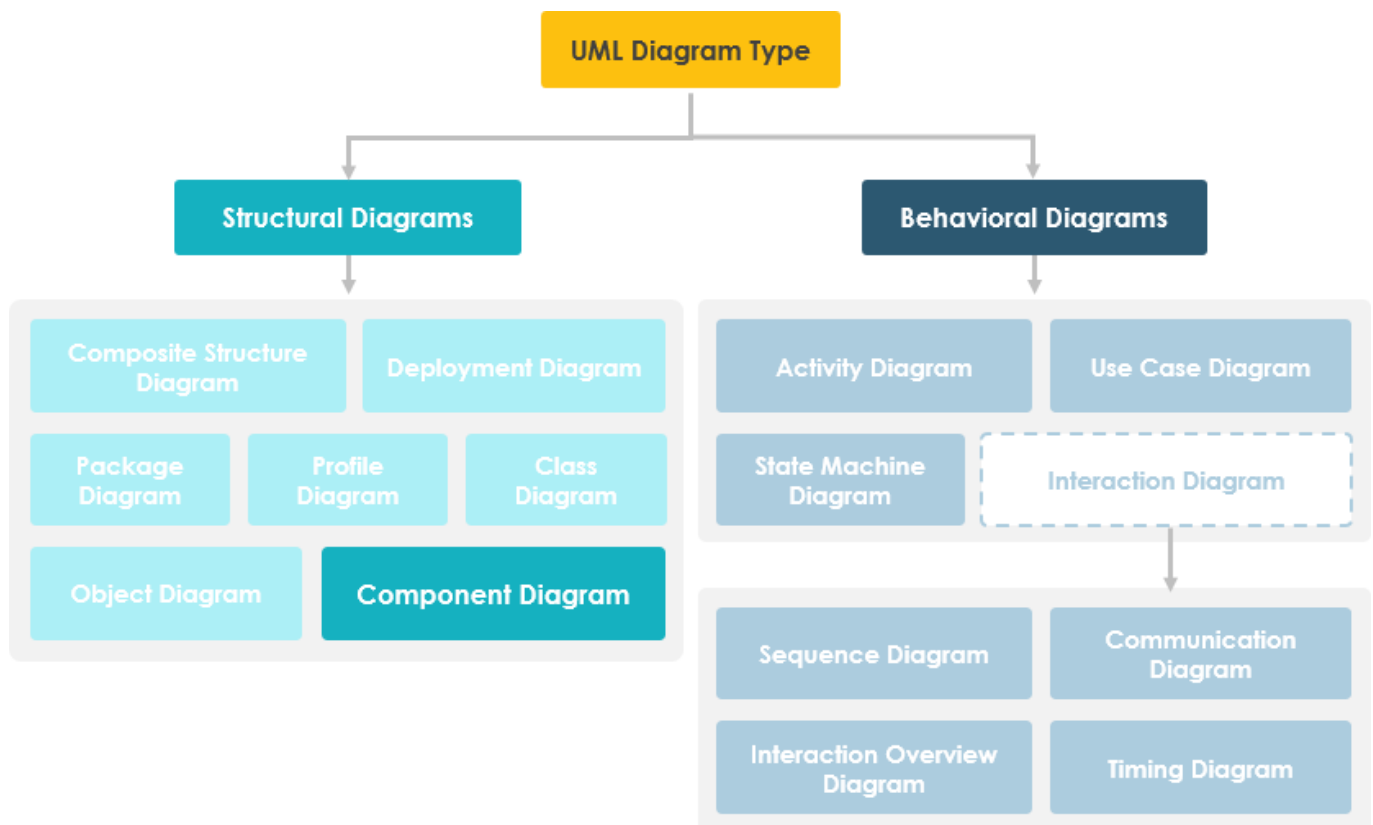 UML Diagram Type
Structural Diagrams
Behavioral Diagrams
Composite Structure
Diagram
Deployment Diagram
Package
Diagram
Profile
Diagram
Class
Diagram
Object Diagram
Component Diagram
Activity Diagram
Use Case Diagram
State Machine
Diagram
Interaction Diagram
Sequence Diagram
Communication
Diagram
Interaction Overview
Diagram
Timing Diagram